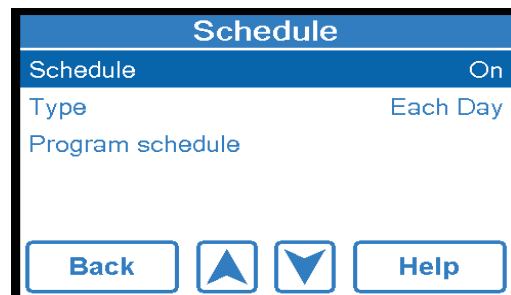 Schedule
Schedule On
Type Each Day
Program schedule
Back Help